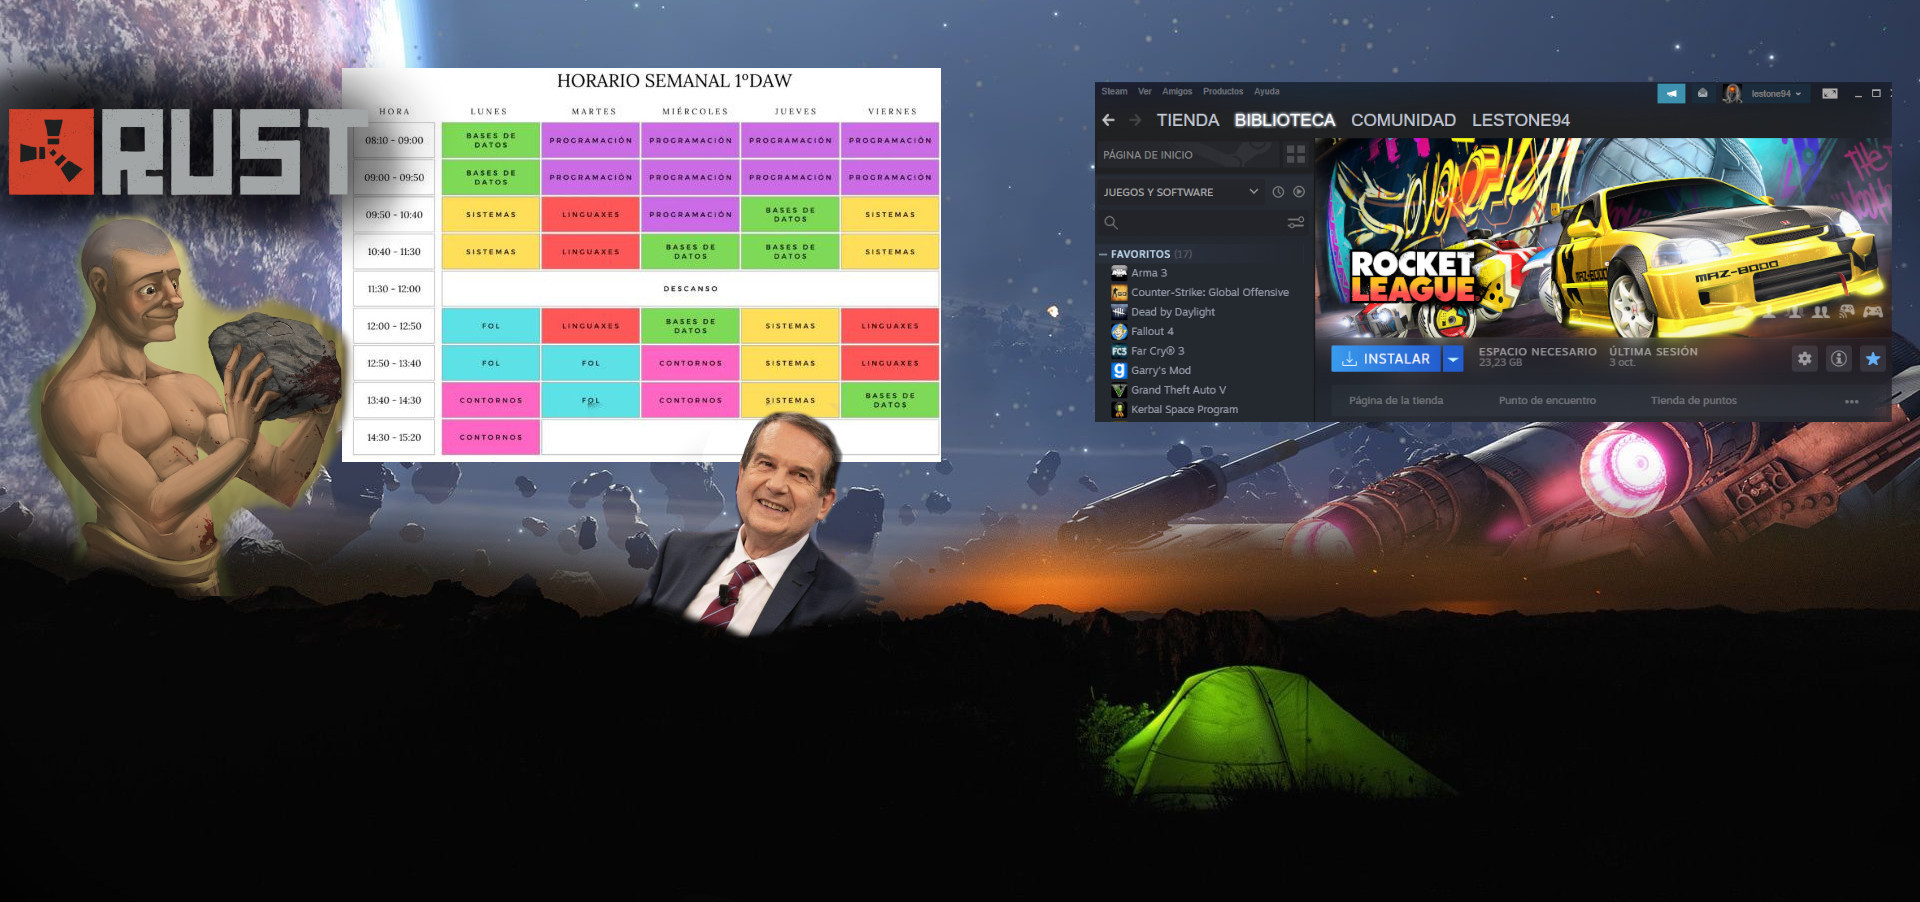 RUST
HORARIO SEMANAL 1ºDAW
HORA LUNES MARTES MIÉRCOLES JUEVES VIERNES
08:10 - 09:00 BASES DE DATOS PROGRAMACIÓN PROGRAMACIÓN PROGRAMACIÓN PROGRAMACIÓN
09:00 - 09:50 BASES DE DATOS PROGRAMACIÓN PROGRAMACIÓN PROGRAMACIÓN PROGRAMACIÓN
09:50 - 10:40 SISTEMAS LINGUAXES PROGRAMACIÓN BASES DE DATOS SISTEMAS
10:40 - 11:30 SISTEMAS LINGUAXES BASES DE DATOS BASES DE DATOS SISTEMAS
11:30 - 12:00 DESCANSO
12:00 - 12:50 FOL LINGUAXES BASES DE DATOS SISTEMAS LINGUAXES
12:50 - 13:40 FOL FOL CONTORNOS SISTEMAS LINGUAXES
13:40 - 14:30 CONTORNOS FOL CONTORNOS SISTEMAS BASES DE DATOS
14:30 - 15:20 CONTORNOS
Steam Ver Amigos Productos Ayuda
lestone94
TIENDA BIBLIOTECA COMUNIDAD LESTONE94
PÁGINA DE INICIO
JUEGOS Y SOFTWARE
FAVORITOS (17)
Arma 3
Counter-Strike: Global Offensive
Dead by Daylight
Fallout 4
FC3 Far Cry® 3
g Garry's Mod
Grand Theft Auto V
Kerbal Space Program
ROCKET
LEAGUE
MAZ-8000
INSTALAR
ESPACIO NECESARIO
23,23 GB
ÚLTIMA SESIÓN
3 oct.
Página de la tienda Punto de encuentro Tienda de puntos